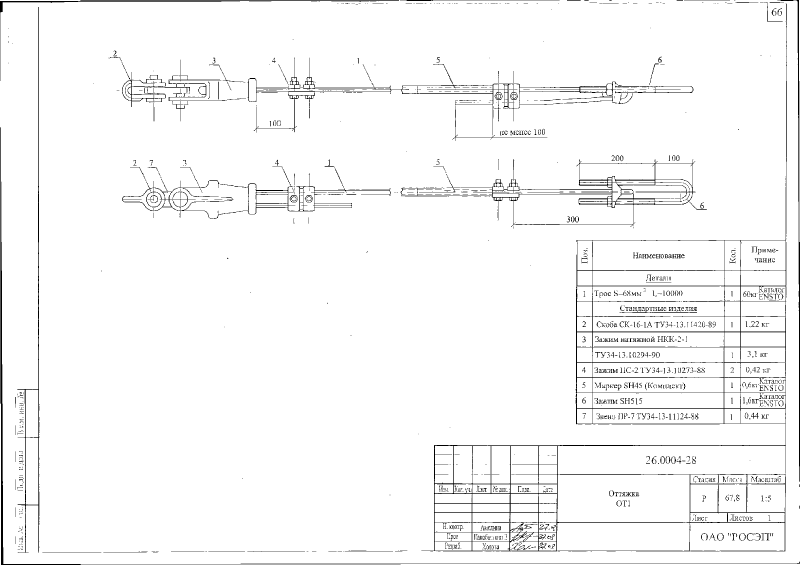 66
2
3
4
1
5
6
100
не менее 100
2
7
3
4
1
5
200
100
6
300
Поз. Наименование Кол. Приме-
чание
Детали
1 Трос S=68мм² L=10000 1 60кг Каталог ENSTO
Стандартные изделия
2 Скоба СК-16-1А ТУ34-13.11420-89 1 1.22 кг
3 Зажим натяжной НКК-2-1
ТУ34-13.10294-90 1 3,1 кг
4 Зажим ПС-2 ТУ34-13.10273-88 2 0,42 кг
5 Маркер SH45 (Комплект) 1 0,6кг Каталог ENSTO
6 Зажим SH515 1 1,6кг Каталог ENSTO
7 Звено ПР-7 ТУ34-13-11124-88 1 0,44 кг
26.0004-28
Изм. Кол.уч. Лист №док. Подп. Дата
Оттяжка
ОТ1
Стадия Масса Масштаб
Р 67,8 1:5
Лист Листов 1
Н. контр. Амелина
Пров.
Разраб. Холова
ОАО "РОСЭП"
Взам. инв. №
Подп. и дата
Инв. № подл.